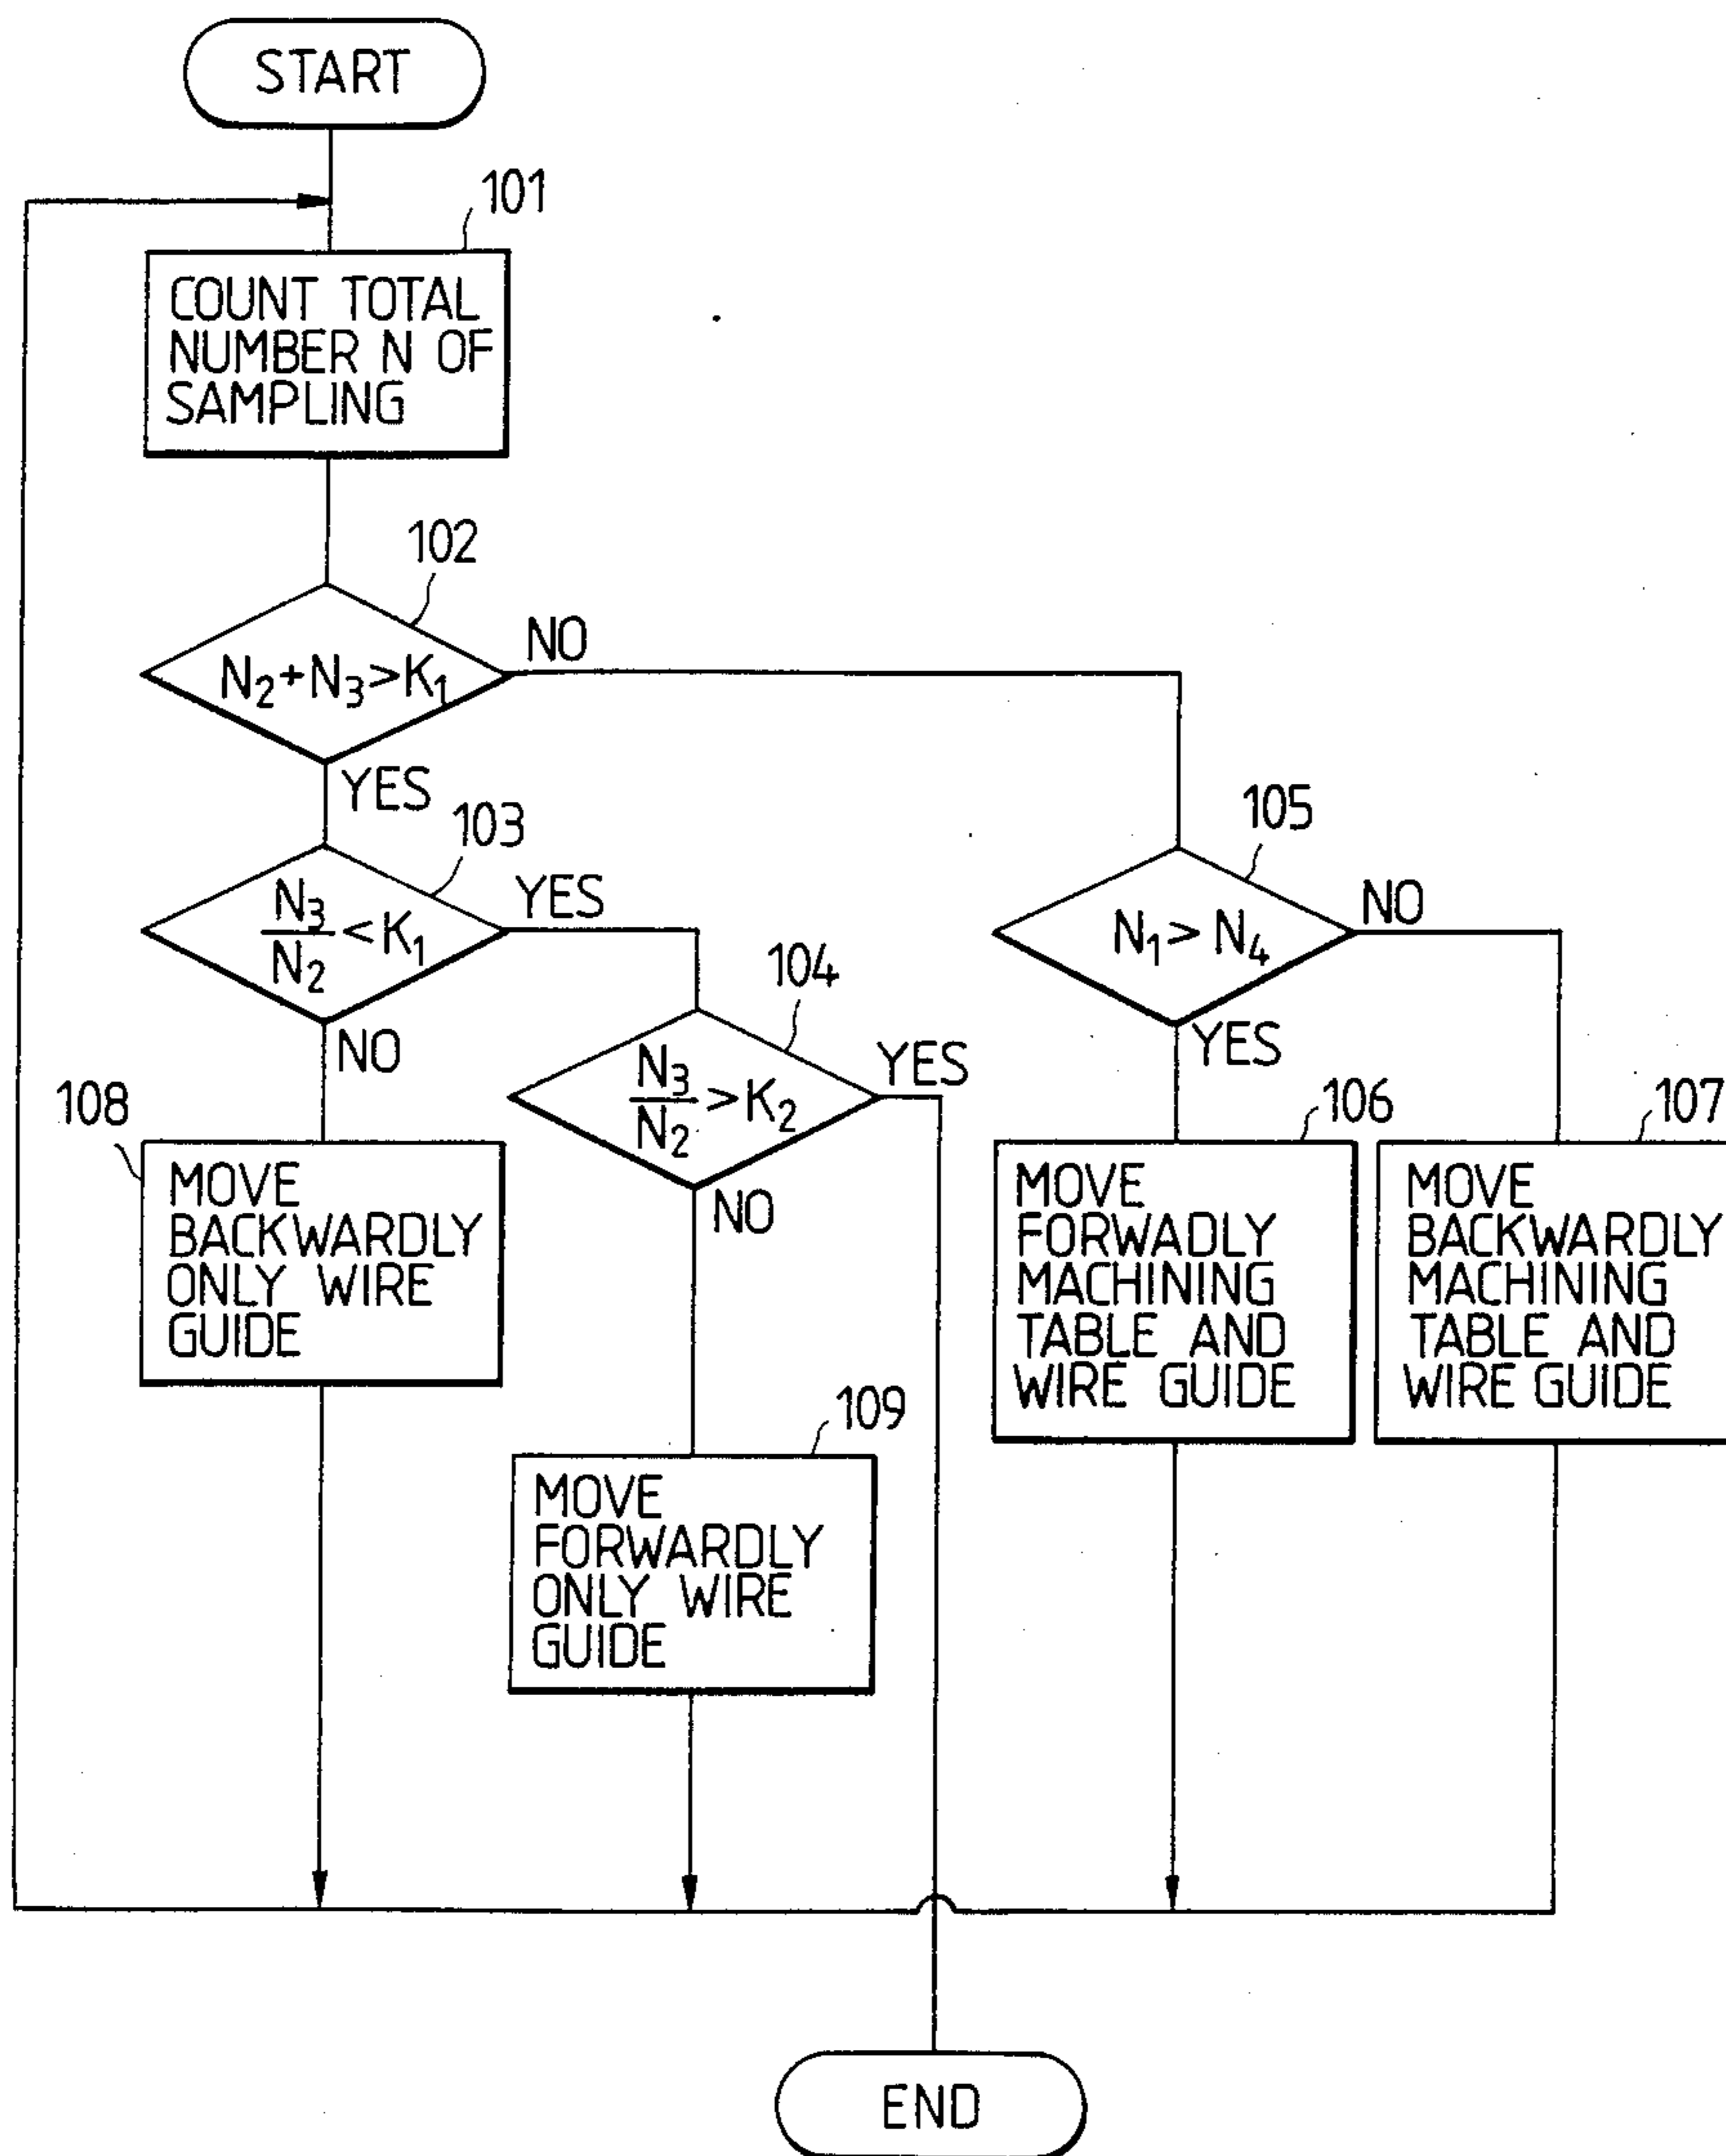 START
101
COUNT TOTAL
NUMBER N OF
SAMPLING
102
N₂+N₃>K₁
NO
YES
103
N₃
N₂
<K₁
YES
NO
104
N₃
N₂
>K₂
YES
NO
105
N₁>N₄
NO
YES
108
MOVE
BACKWARDLY
ONLY WIRE
GUIDE
109
MOVE
FORWARDLY
ONLY WIRE
GUIDE
106
MOVE
FORWADLY
MACHINING
TABLE AND
WIRE GUIDE
107
MOVE
BACKWARDLY
MACHINING
TABLE AND
WIRE GUIDE
END